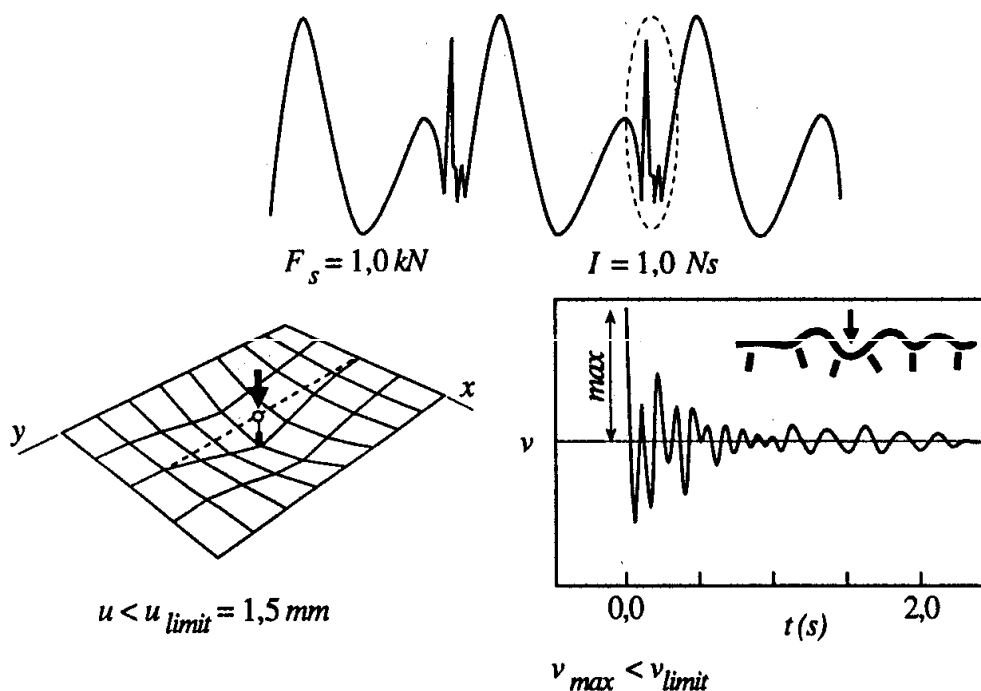 F_s = 1,0 kN
I = 1,0 Ns
y
x
u < u_limit = 1,5 mm
max
v
0,0
2,0
t(s)
v_max < v_limit